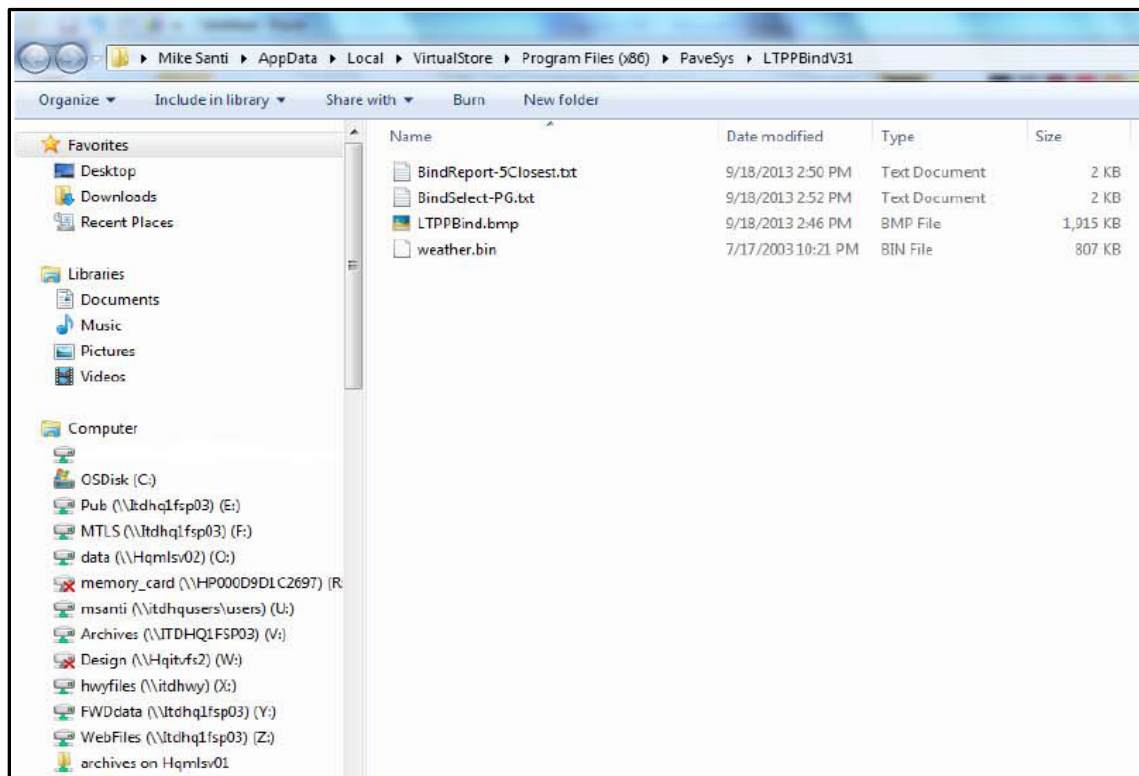 Mike Santi ▸ AppData ▸ Local ▸ VirtualStore ▸ Program Files (x86) ▸ PaveSys ▸ LTPPBindV31
Organize Include in library Share with Burn New folder
Favorites
Desktop
Downloads
Recent Places
Libraries
Documents
Music
Pictures
Videos
Computer
OSDisk (C:)
Pub (\\Itdhq1fsp03) (E:)
MTLS (\\Itdhq1fsp03) (F:)
data (\\Hqmlsv02) (O:)
memory_card (\\HP000D9D1C2697) (R:
msanti (\\itdhqusers\users) (U:)
Archives (\\ITDHQ1FSP03) (V:)
Design (\\Hqitvfs2) (W:)
hwyfiles (\\itdhwy) (X:)
FWDdata (\\Itdhq1fsp03) (Y:)
WebFiles (\\Itdhq1fsp03) (Z:)
archives on Hqmlsv01
Name Date modified Type Size
BindReport-5Closest.txt 9/18/2013 2:50 PM Text Document 2 KB
BindSelect-PG.txt 9/18/2013 2:52 PM Text Document 2 KB
LTPPBind.bmp 9/18/2013 2:46 PM BMP File 1,915 KB
weather.bin 7/17/2003 10:21 PM BIN File 807 KB